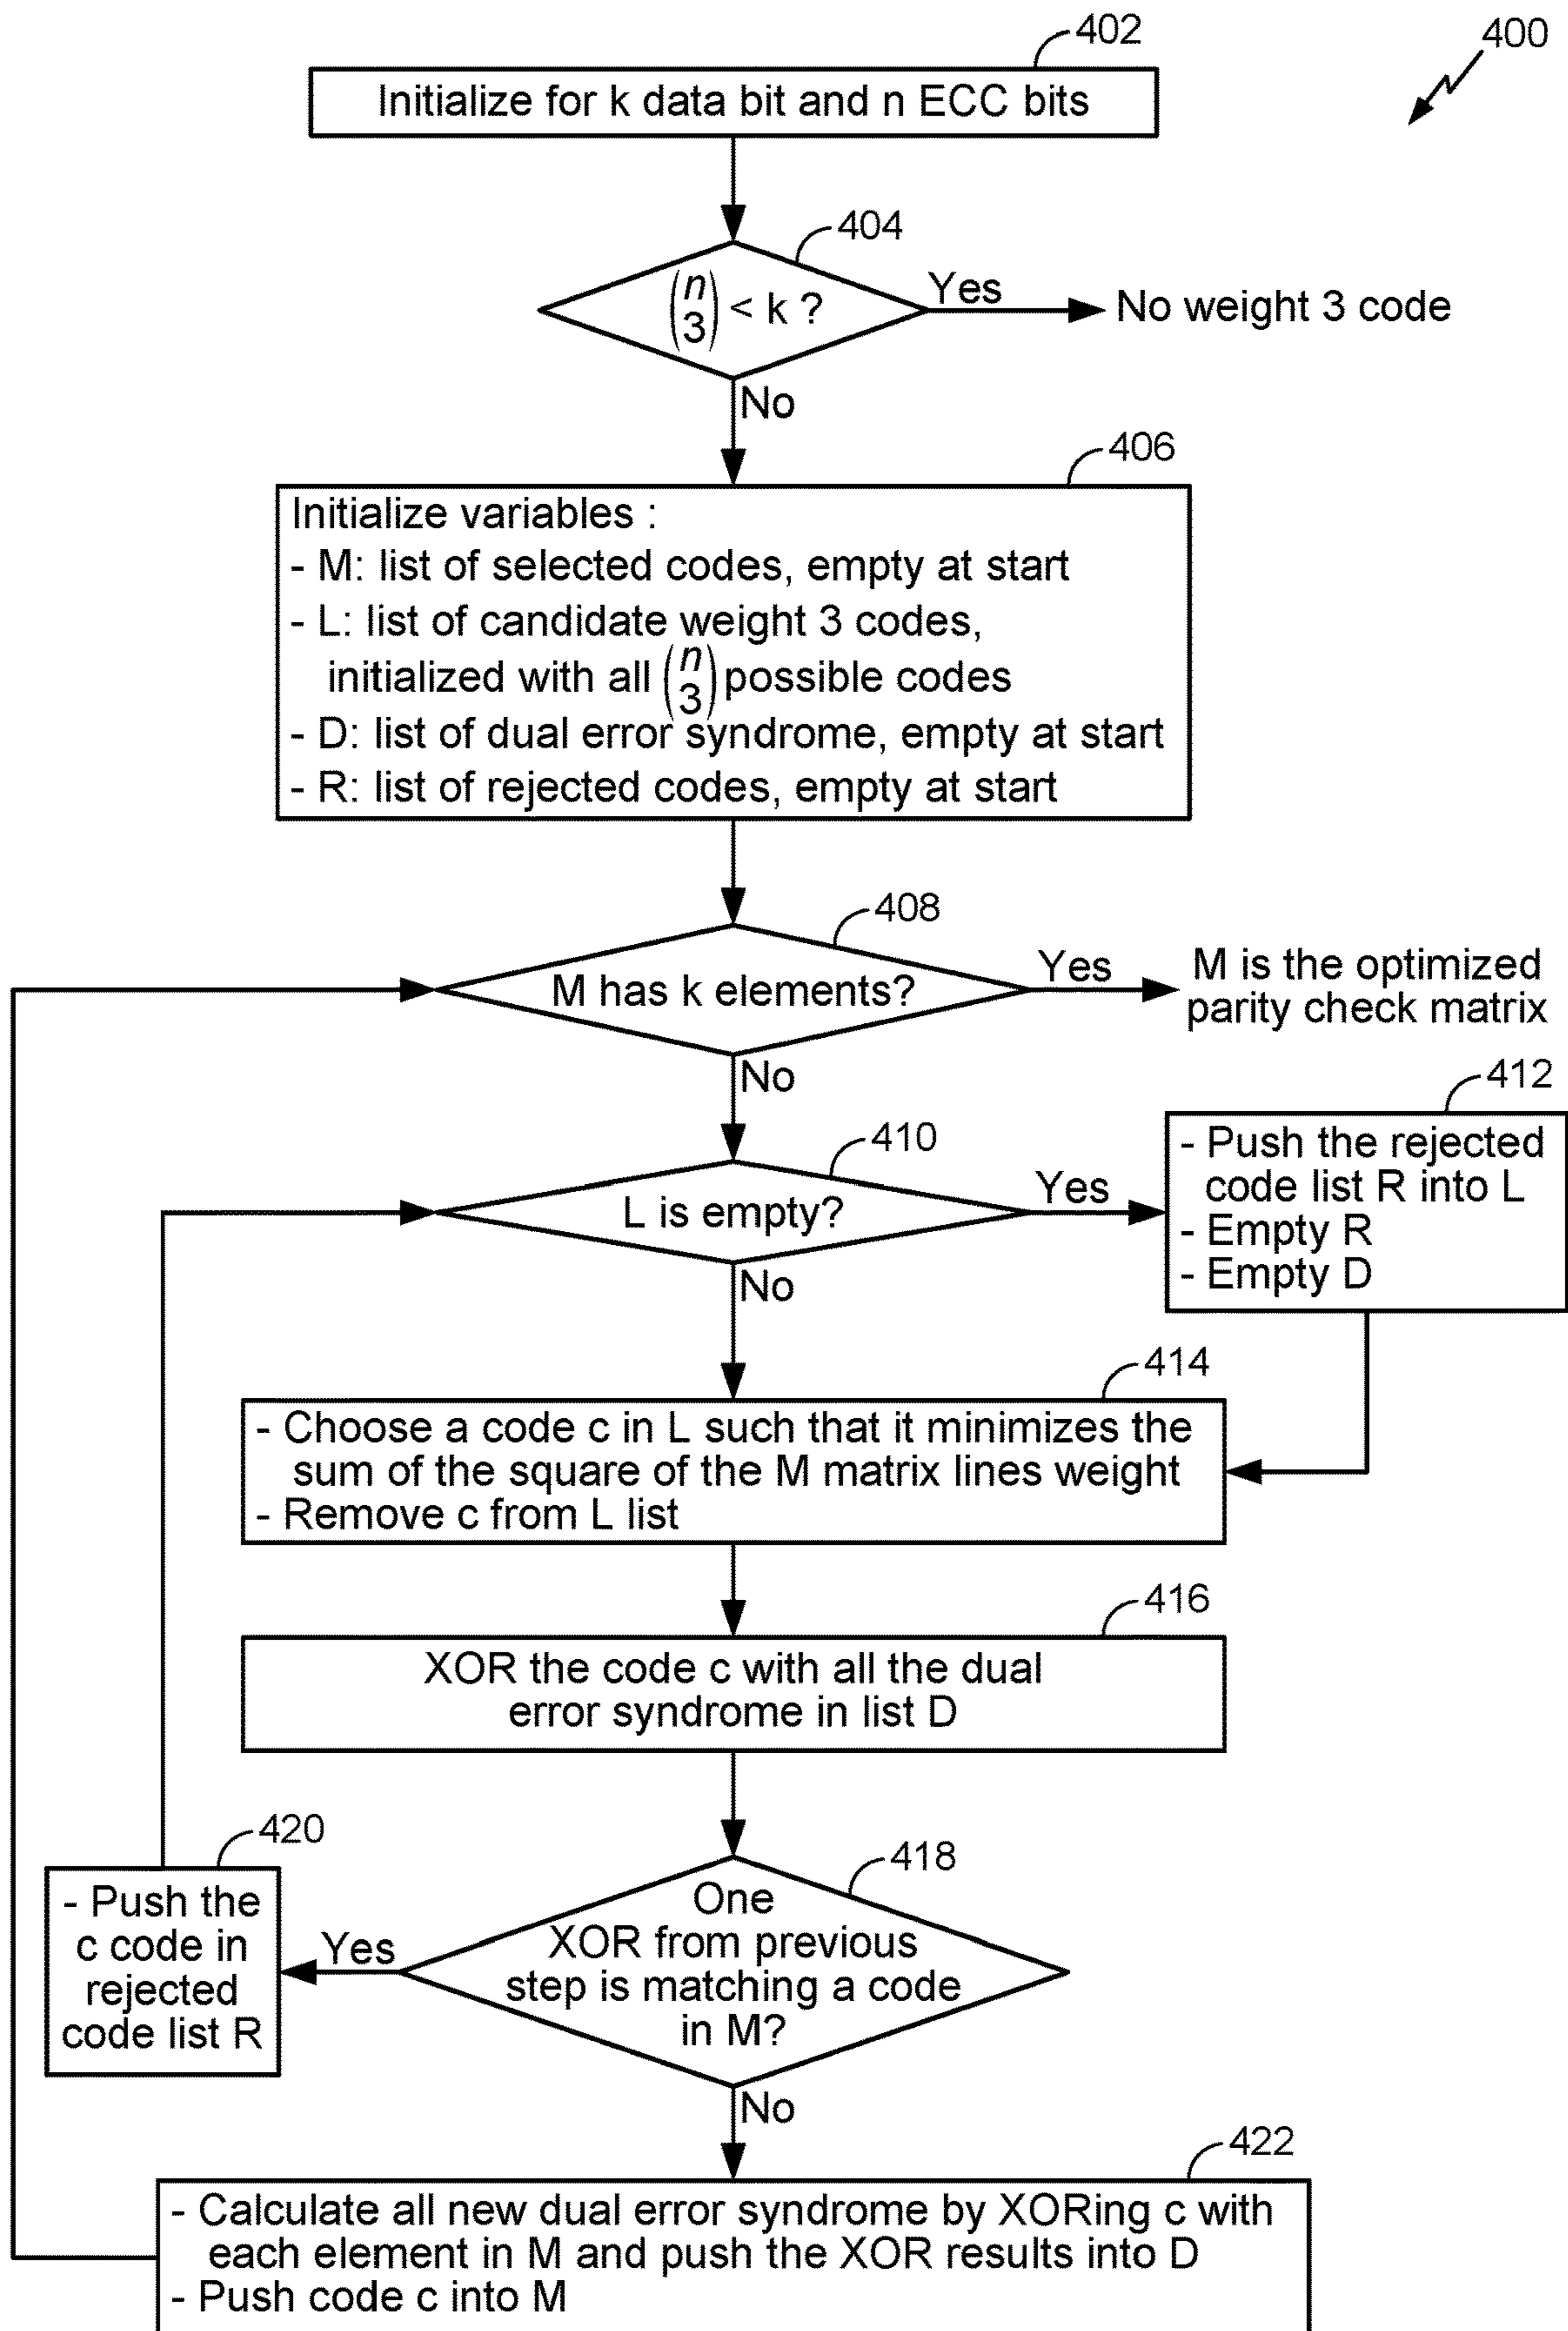 402
400
Initialize for k data bit and n ECC bits
404
(n 3) < k ?
Yes
No weight 3 code
No
406
Initialize variables :
- M: list of selected codes, empty at start
- L: list of candidate weight 3 codes,
initialized with all (n 3) possible codes
- D: list of dual error syndrome, empty at start
- R: list of rejected codes, empty at start
408
M has k elements?
Yes
M is the optimized
parity check matrix
No
410
L is empty?
Yes
412
- Push the rejected
code list R into L
- Empty R
- Empty D
No
414
- Choose a code c in L such that it minimizes the
sum of the square of the M matrix lines weight
- Remove c from L list
416
XOR the code c with all the dual
error syndrome in list D
418
One
XOR from previous
step is matching a code
in M?
Yes
420
- Push the
c code in
rejected
code list R
No
422
- Calculate all new dual error syndrome by XORing c with
each element in M and push the XOR results into D
- Push code c into M